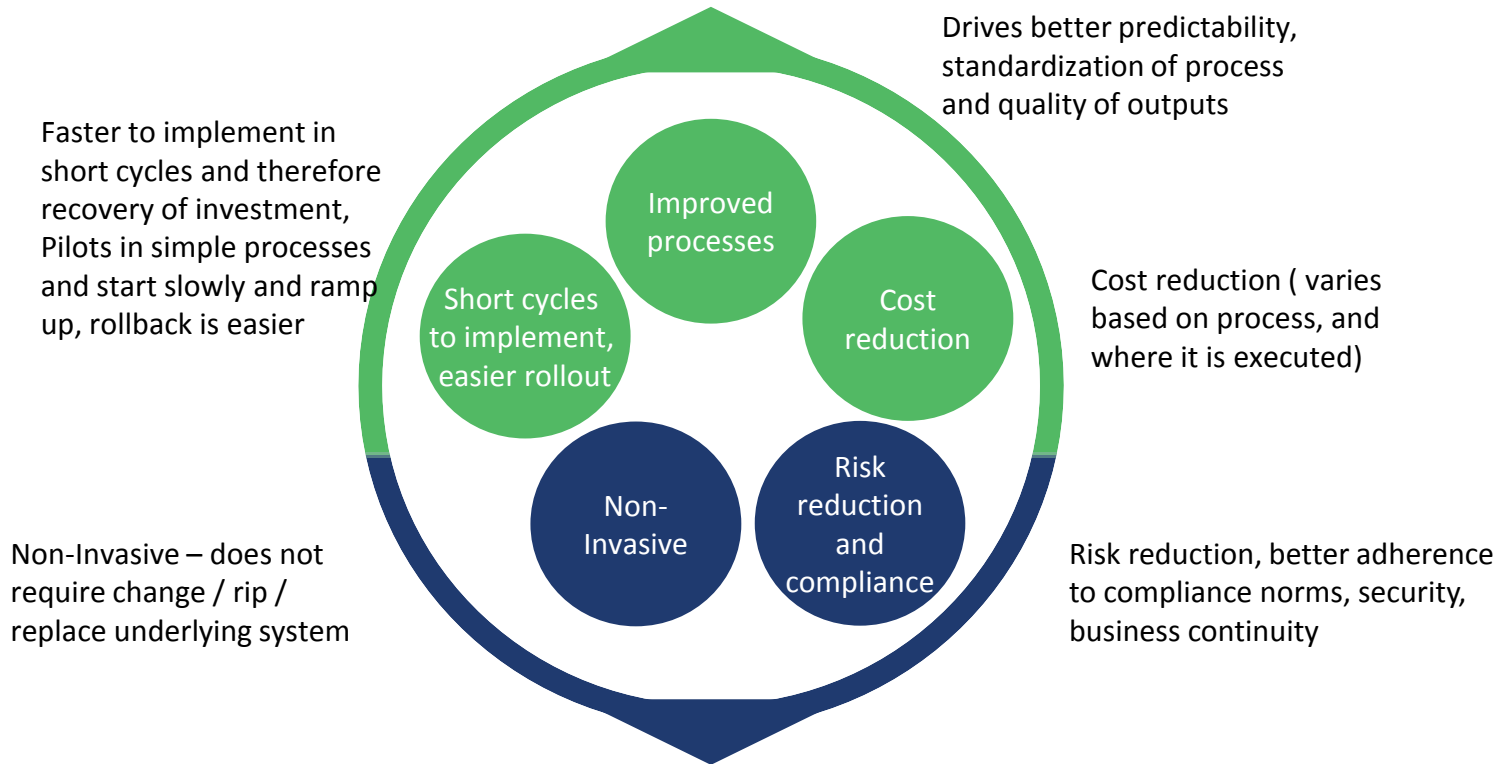 Drives better predictability,
standardization of process
and quality of outputs
Faster to implement in
short cycles and therefore
recovery of investment,
Pilots in simple processes
and start slowly and ramp
up, rollback is easier
Improved
processes
Short cycles
to implement,
easier rollout
Cost
reduction
Cost reduction ( varies
based on process, and
where it is executed)
Non-
Invasive
Risk
reduction
and
compliance
Non-Invasive – does not
require change / rip /
replace underlying system
Risk reduction, better adherence
to compliance norms, security,
business continuity